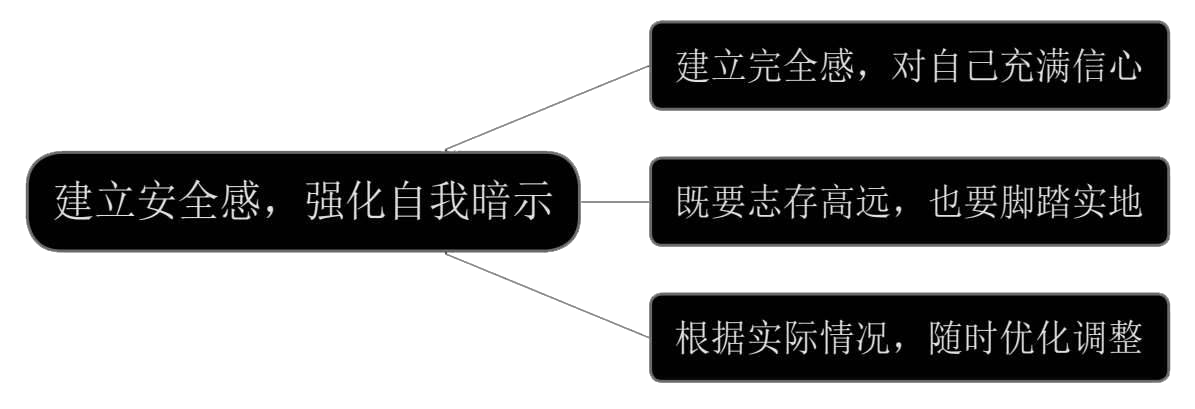 建立安全感，强化自我暗示
建立完全感，对自己充满信心
既要志存高远，也要脚踏实地
根据实际情况，随时优化调整